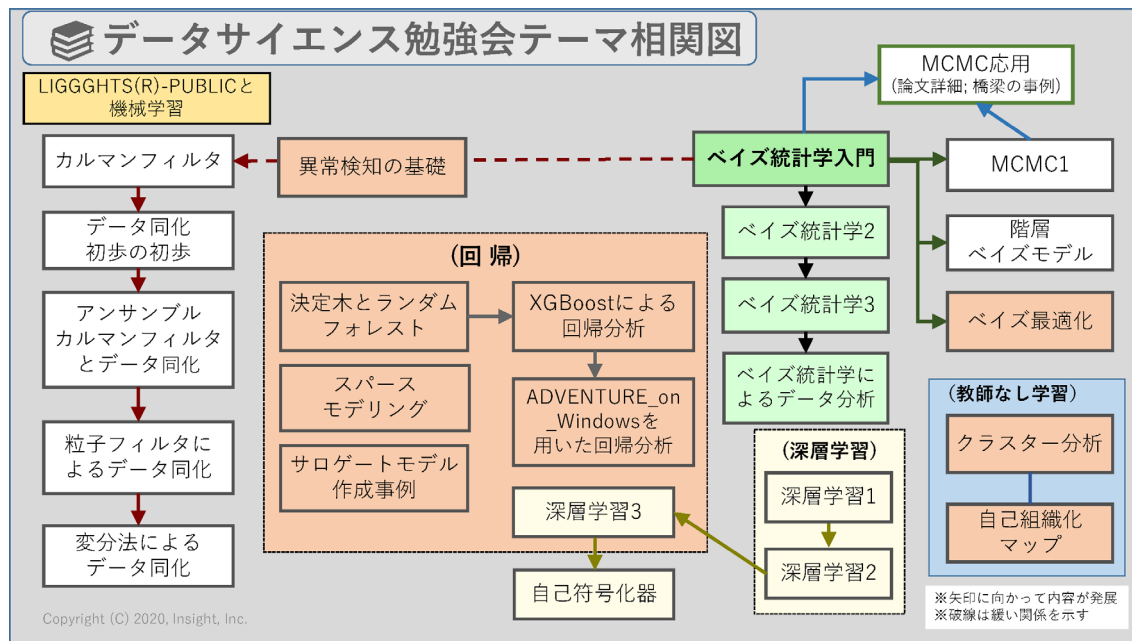 データサイエンス勉強会テーマ相関図
LIGGGHTS(R)-PUBLICと
機械学習
カルマンフィルタ
データ同化
初歩の初歩
アンサンブル
カルマンフィルタ
とデータ同化
粒子フィルタに
よるデータ同化
変分法による
データ同化
異常検知の基礎
(回 帰)
決定木とランダム
フォレスト
スパース
モデリング
サロゲートモデル
作成事例
XGBoostによる
回帰分析
ADVENTURE_on
_Windowsを
用いた回帰分析
深層学習3
自己符号化器
MCMC応用
(論文詳細; 橋梁の事例)
ベイズ統計学入門
MCMC1
ベイズ統計学2
ベイズ統計学3
ベイズ統計学に
よるデータ分析
階層
ベイズモデル
ベイズ最適化
(深層学習)
深層学習1
深層学習2
(教師なし学習)
クラスター分析
自己組織化
マップ
※矢印に向かって内容が発展
※破線は緩い関係を示す
Copyright (C) 2020, Insight, Inc.